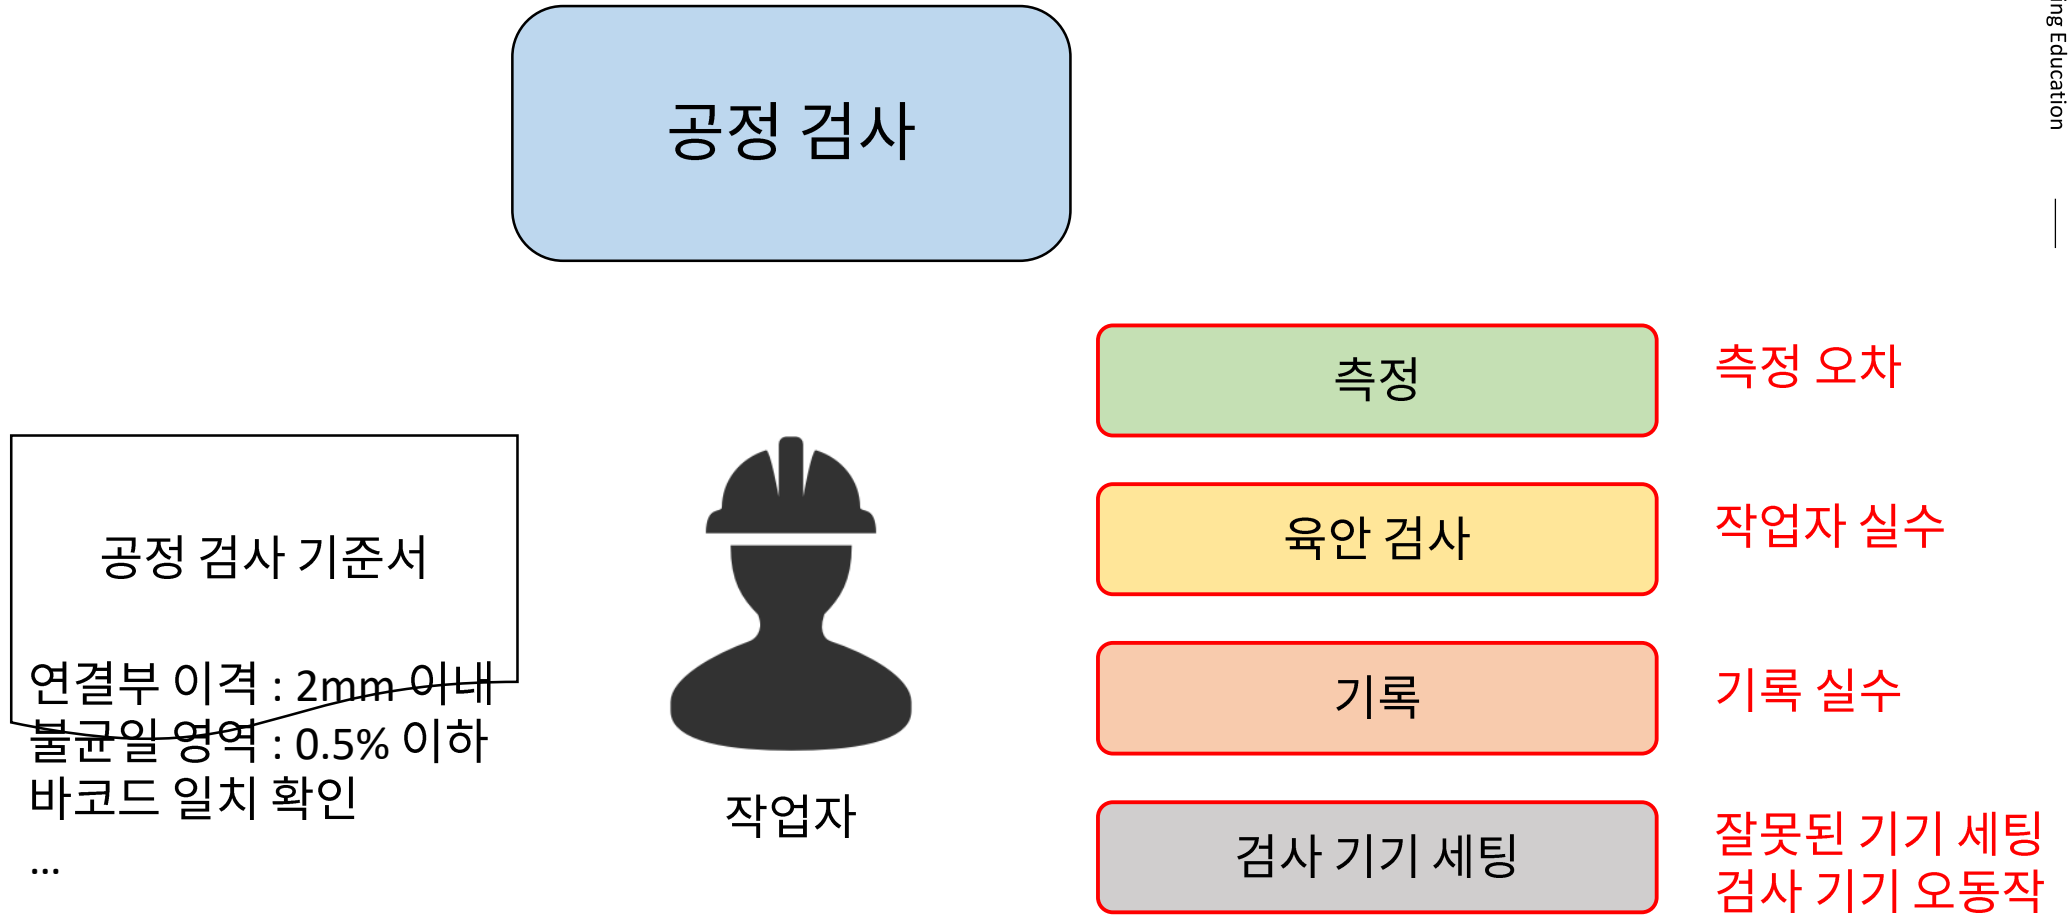 공정 검사
ing Education
측정
측정 오차
육안 검사
작업자 실수
공정 검사 기준서
연결부 이격 : 2mm 이내
불균일 영역 : 0.5% 이하
바코드 일치 확인
...
기록
기록 실수
작업자
검사 기기 세팅
잘못된 기기 세팅
검사 기기 오동작